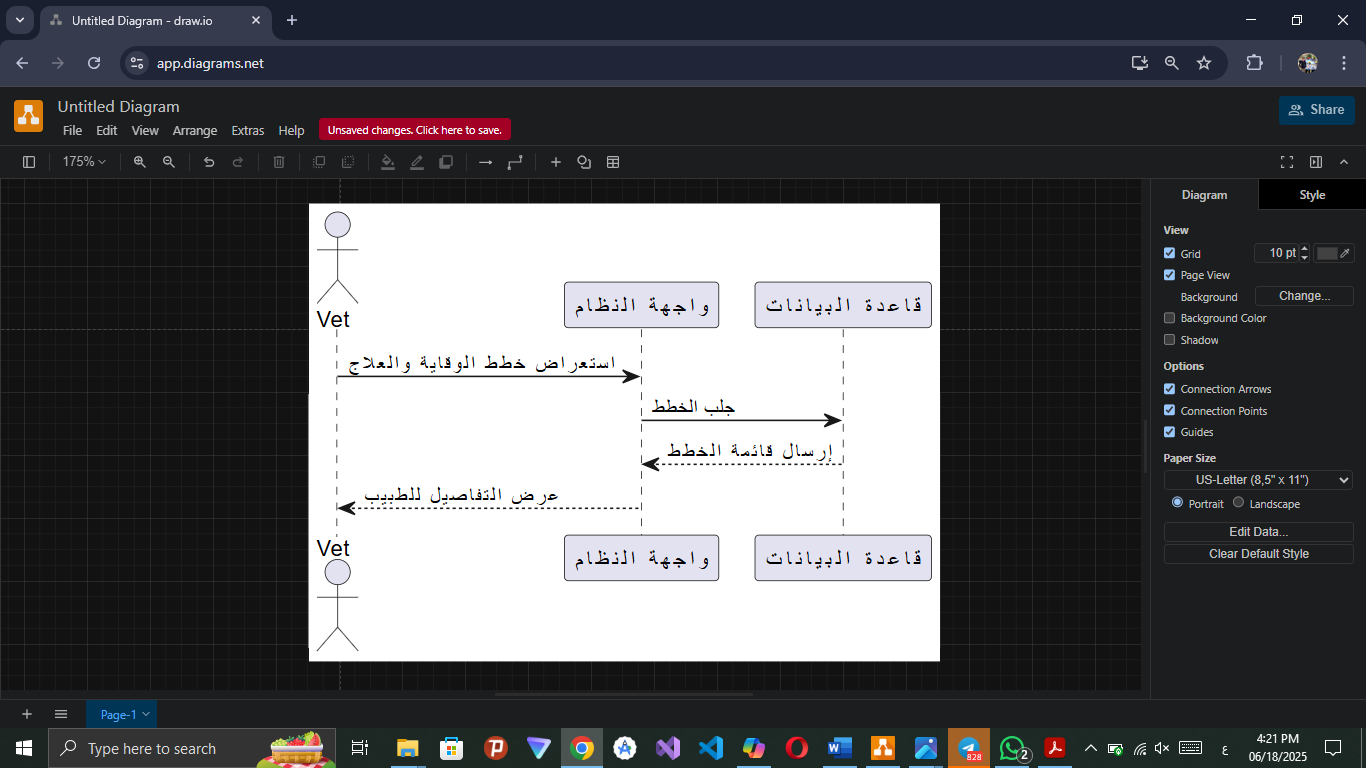 Untitled Diagram - draw.io
app.diagrams.net
Untitled Diagram
File Edit View Arrange Extras Help
Unsaved changes. Click here to save.
Share
175%
Diagram
Style
View
Grid
10 pt
Page View
Background
Change...
Background Color
Shadow
Options
Connection Arrows
Connection Points
Guides
Paper Size
US-Letter (8,5" x 11")
Portrait
Landscape
Edit Data...
Clear Default Style
Vet
واجهة النظام
قاعدة البيانات
استعراض خطط الوقاية والعلاج
جلب الخطط
إرسال قائمة الخطط
عرض التفاصيل للطبيب
Vet
واجهة النظام
قاعدة البيانات
Page-1
Type here to search
828
2
ع
4:21 PM
06/18/2025